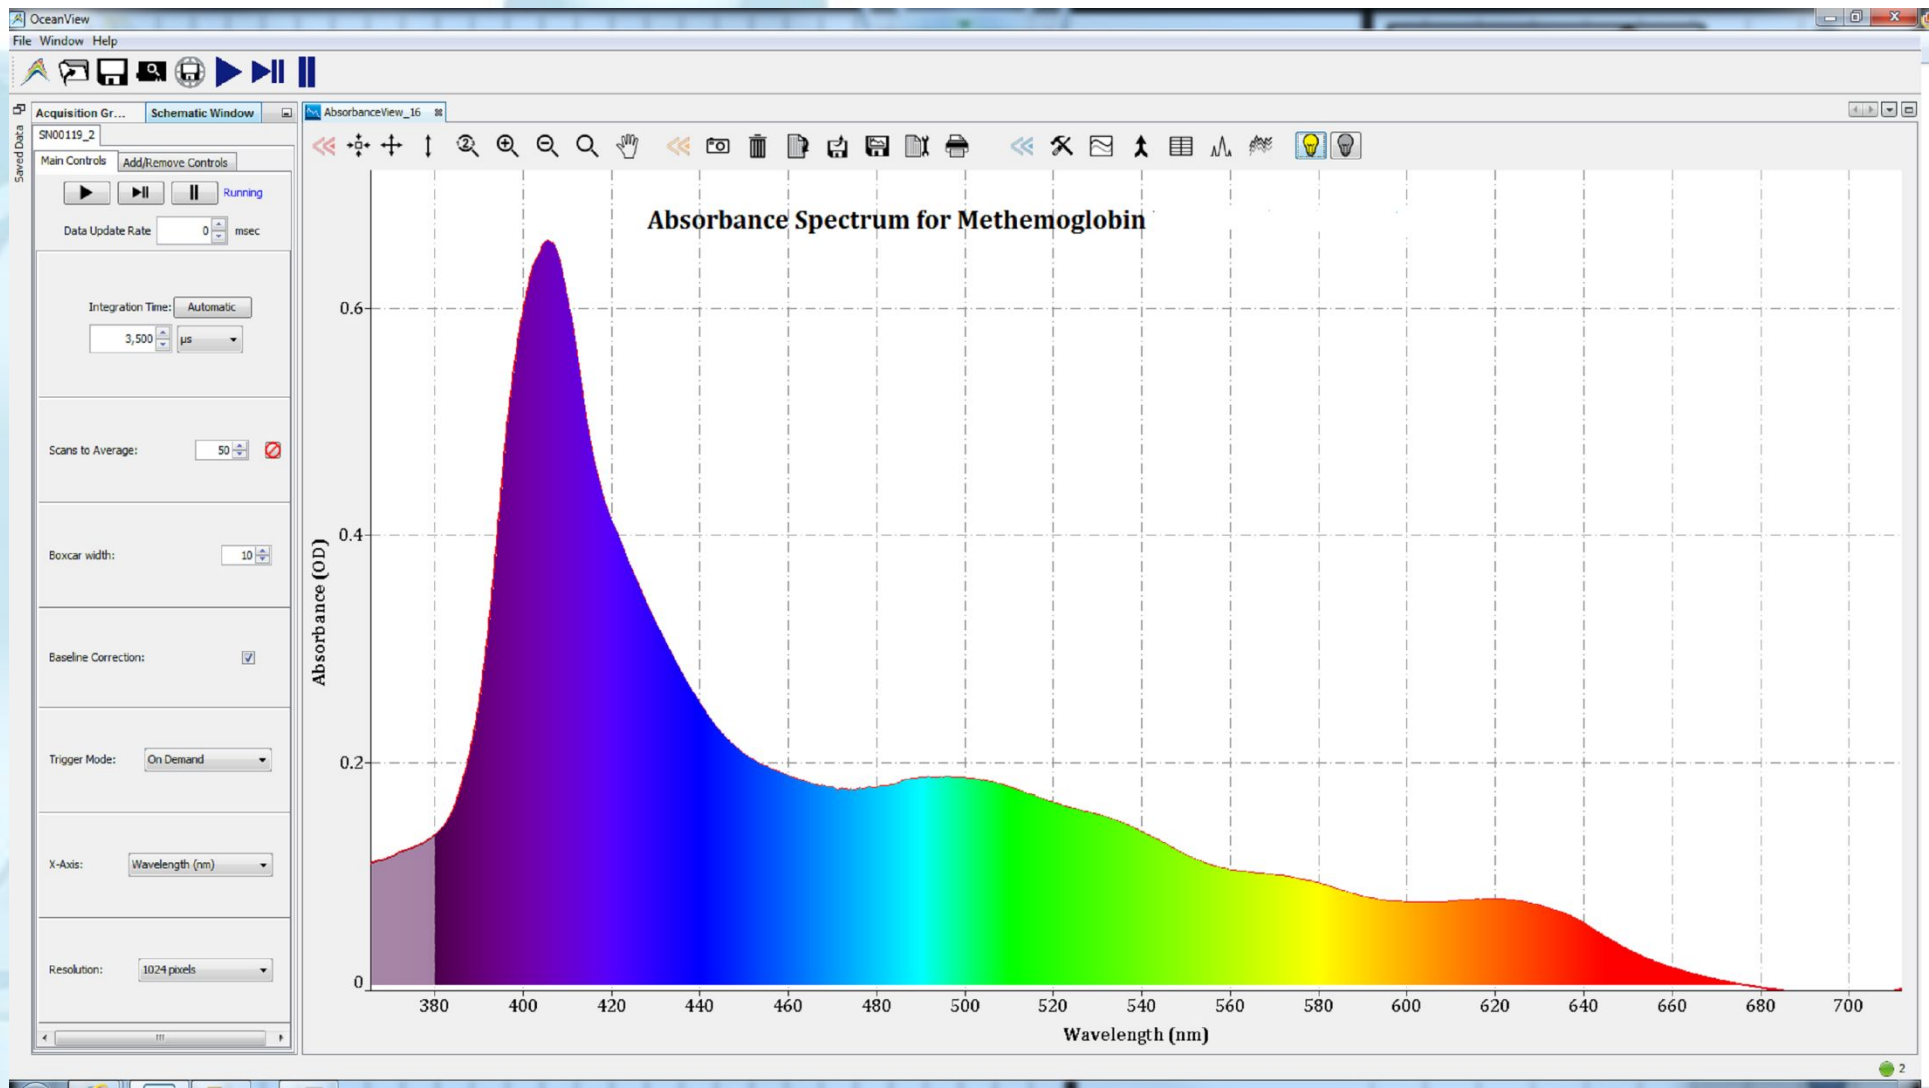 OceanView
File Window Help
Acquisition Gr... Schematic Window
AbsorbanceView_16
Saved Data
SN00119_2
Main Controls Add/Remove Controls
Running
Data Update Rate 0 msec
Integration Time: Automatic
3,500 µs
Scans to Average: 50
Boxcar width: 10
Baseline Correction:
Trigger Mode: On Demand
X-Axis: Wavelength (nm)
Resolution: 1024 pixels
2
Absorbance Spectrum for Methemoglobin
Absorbance (OD)
0.6
0.4
0.2
0
380 400 420 440 460 480 500 520 540 560 580 600 620 640 660 680 700
Wavelength (nm)
2